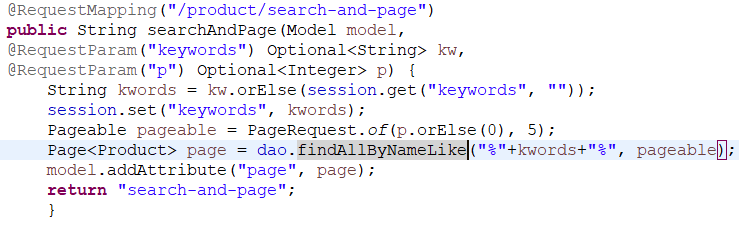 @RequestMapping("/product/search-and-page")
public String searchAndPage(Model model,
@RequestParam("keywords") Optional<String> kw,
@RequestParam("p") Optional<Integer> p) {
    String kwords = kw.orElse(session.get("keywords", ""));
    session.set("keywords", kwords);
    Pageable pageable = PageRequest.of(p.orElse(0), 5);
    Page<Product> page = dao.findAllByNameLike("%"+kwords+"%", pageable);
    model.addAttribute("page", page);
    return "search-and-page";
    }